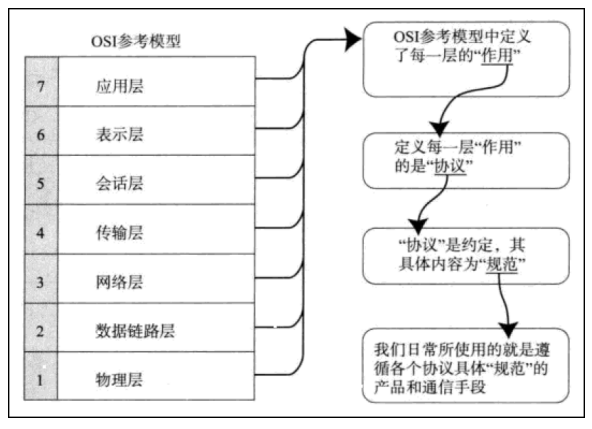 OSI参考模型
7 应用层
6 表示层
5 会话层
4 传输层
3 网络层
2 数据链路层
1 物理层
OSI参考模型中定义
了每一层的“作用”
定义每一层“作用”
的是“协议”
“协议”是约定，其
具体内容为“规范”
我们日常所使用的就是遵
循各个协议具体“规范”的
产品和通信手段